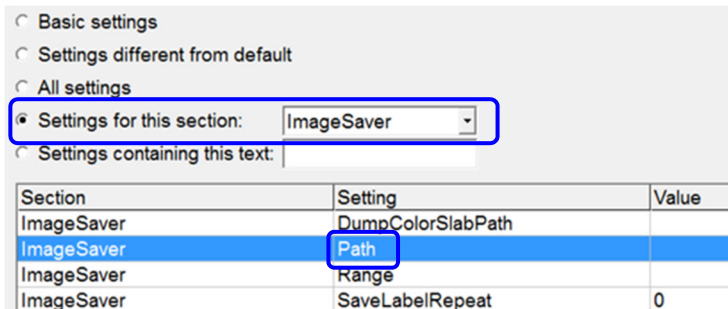 Basic settings
Settings different from default
All settings
Settings for this section: ImageSaver
Settings containing this text:
Section Setting Value
ImageSaver DumpColorSlabPath
ImageSaver Path
ImageSaver Range
ImageSaver SaveLabelRepeat 0